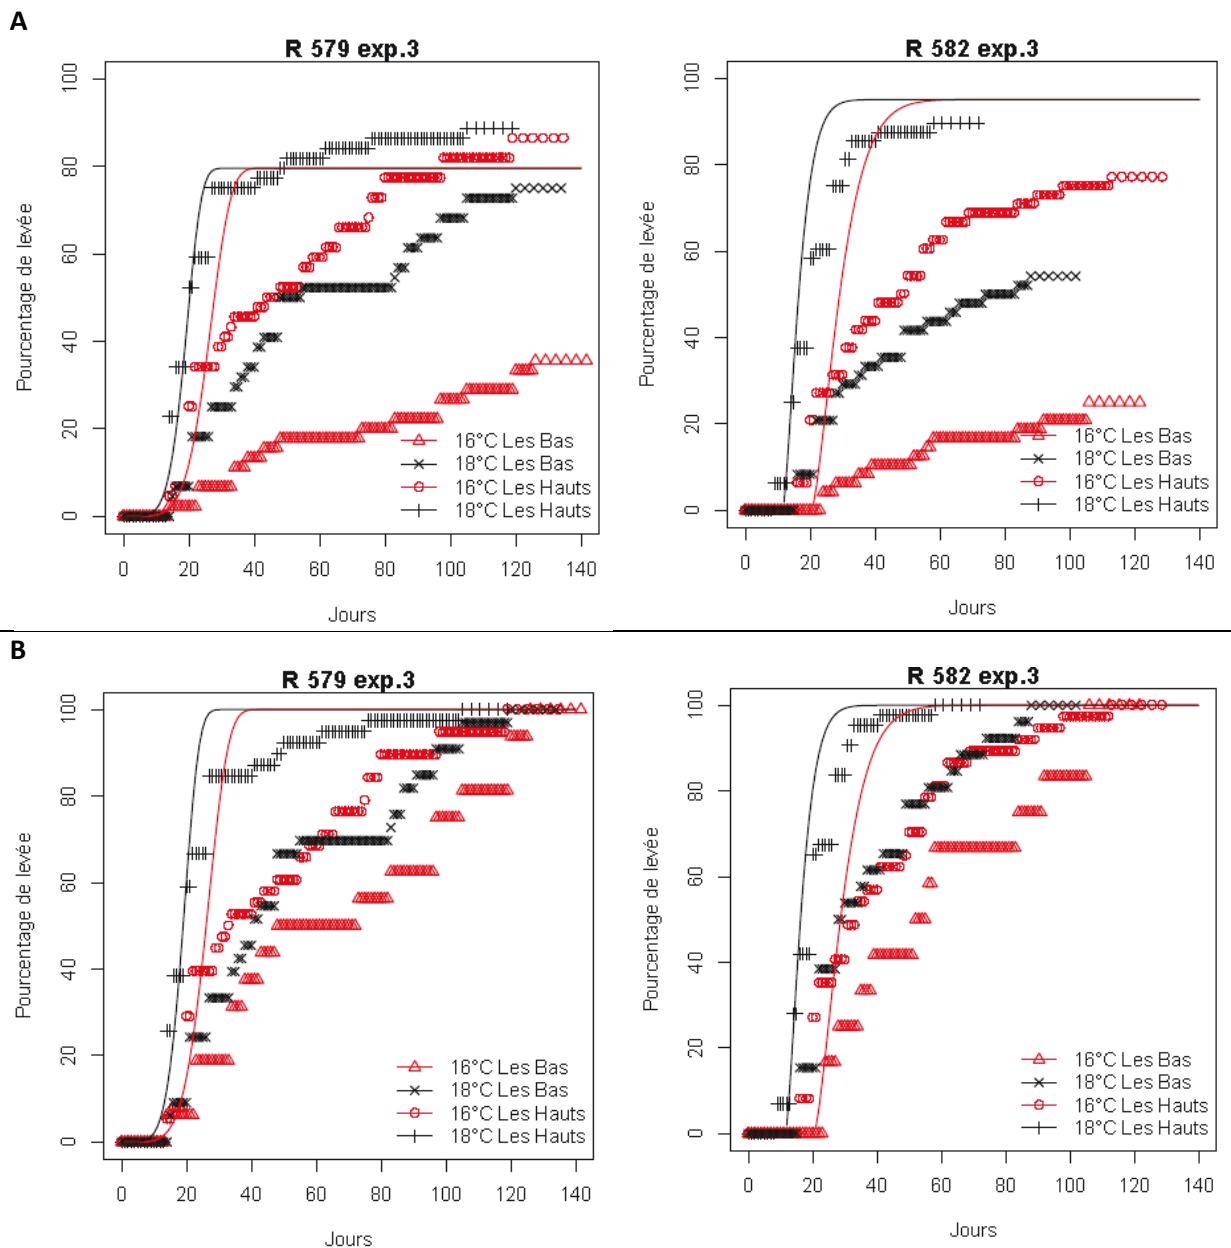 A
R 579 exp.3
Pourcentage de levée
100
80
60
40
20
0
16°C Les Bas
18°C Les Bas
16°C Les Hauts
18°C Les Hauts
0 20 40 60 80 100 120 140
Jours
R 582 exp.3
Pourcentage de levée
100
80
60
40
20
0
16°C Les Bas
18°C Les Bas
16°C Les Hauts
18°C Les Hauts
0 20 40 60 80 100 120 140
Jours
B
R 579 exp.3
Pourcentage de levée
100
80
60
40
20
0
16°C Les Bas
18°C Les Bas
16°C Les Hauts
18°C Les Hauts
0 20 40 60 80 100 120 140
Jours
R 582 exp.3
Pourcentage de levée
100
80
60
40
20
0
16°C Les Bas
18°C Les Bas
16°C Les Hauts
18°C Les Hauts
0 20 40 60 80 100 120 140
Jours